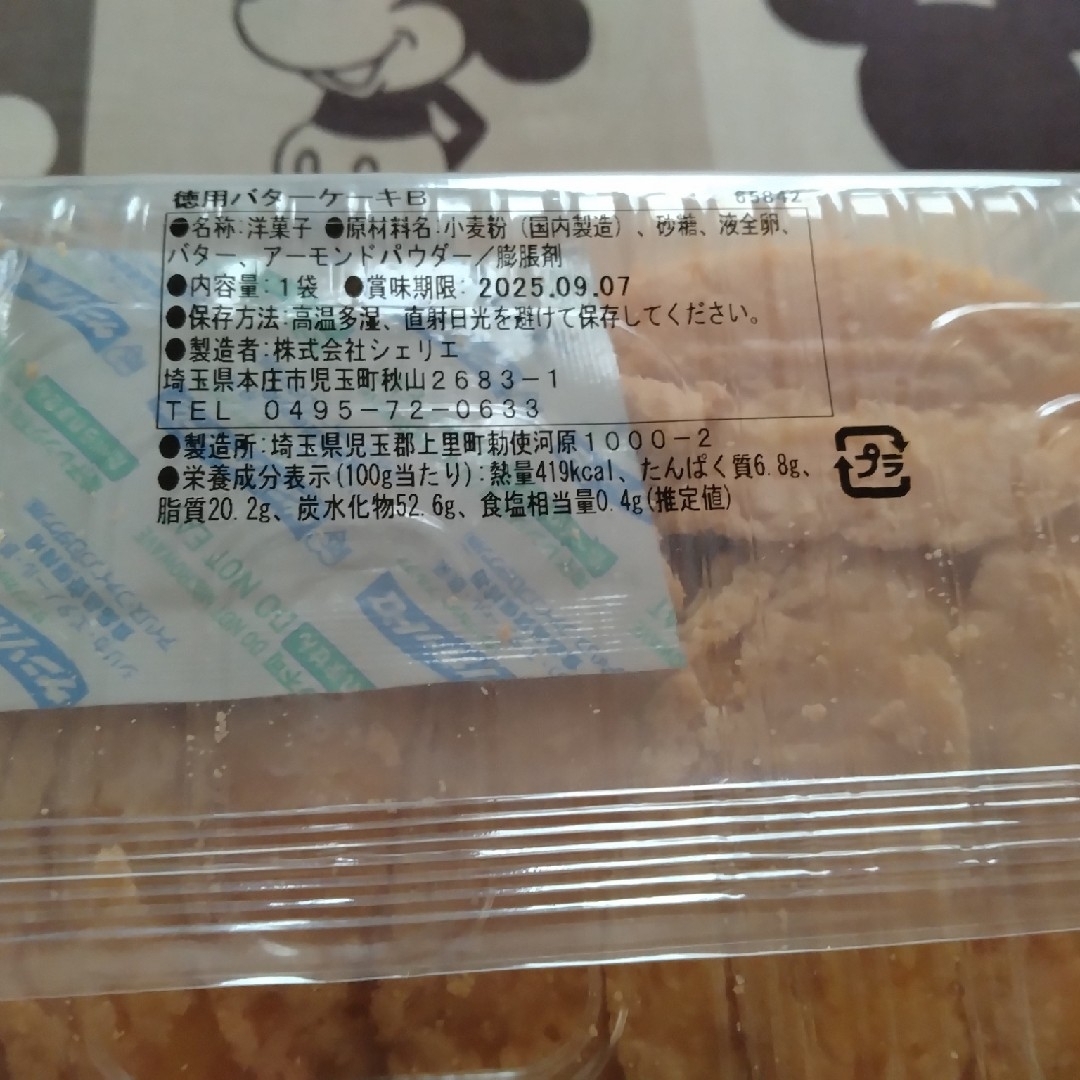 徳用バターケーキB 65842
●名称:洋菓子 ●原材料名:小麦粉(国内製造)、砂糖、液全卵、
バター、アーモンドパウダー/膨脹剤
●内容量:1袋 ●賞味期限: 2025.09.07
●保存方法:高温多湿、直射日光を避けて保存してください。
●製造者:株式会社シェリエ
埼玉県本庄市児玉町秋山2683-1
TEL 0495-72-0633
●製造所:埼玉県児玉郡上里町勅使河原1000-2
●栄養成分表示(100g当たり):熱量419kcal、たんぱく質6.8g、
脂質20.2g、炭水化物52.6g、食塩相当量0.4g(推定値)
プラ
DO NOT EA